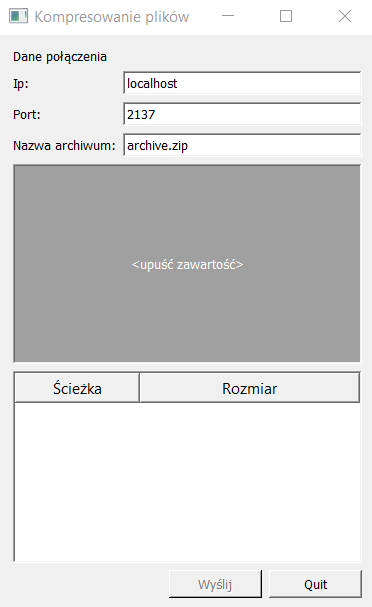 Kompresowanie plików
Dane połączenia
Ip: localhost
Port: 2137
Nazwa archiwum: archive.zip
<upuść zawartość>
Ścieżka Rozmiar
Wyślij Quit